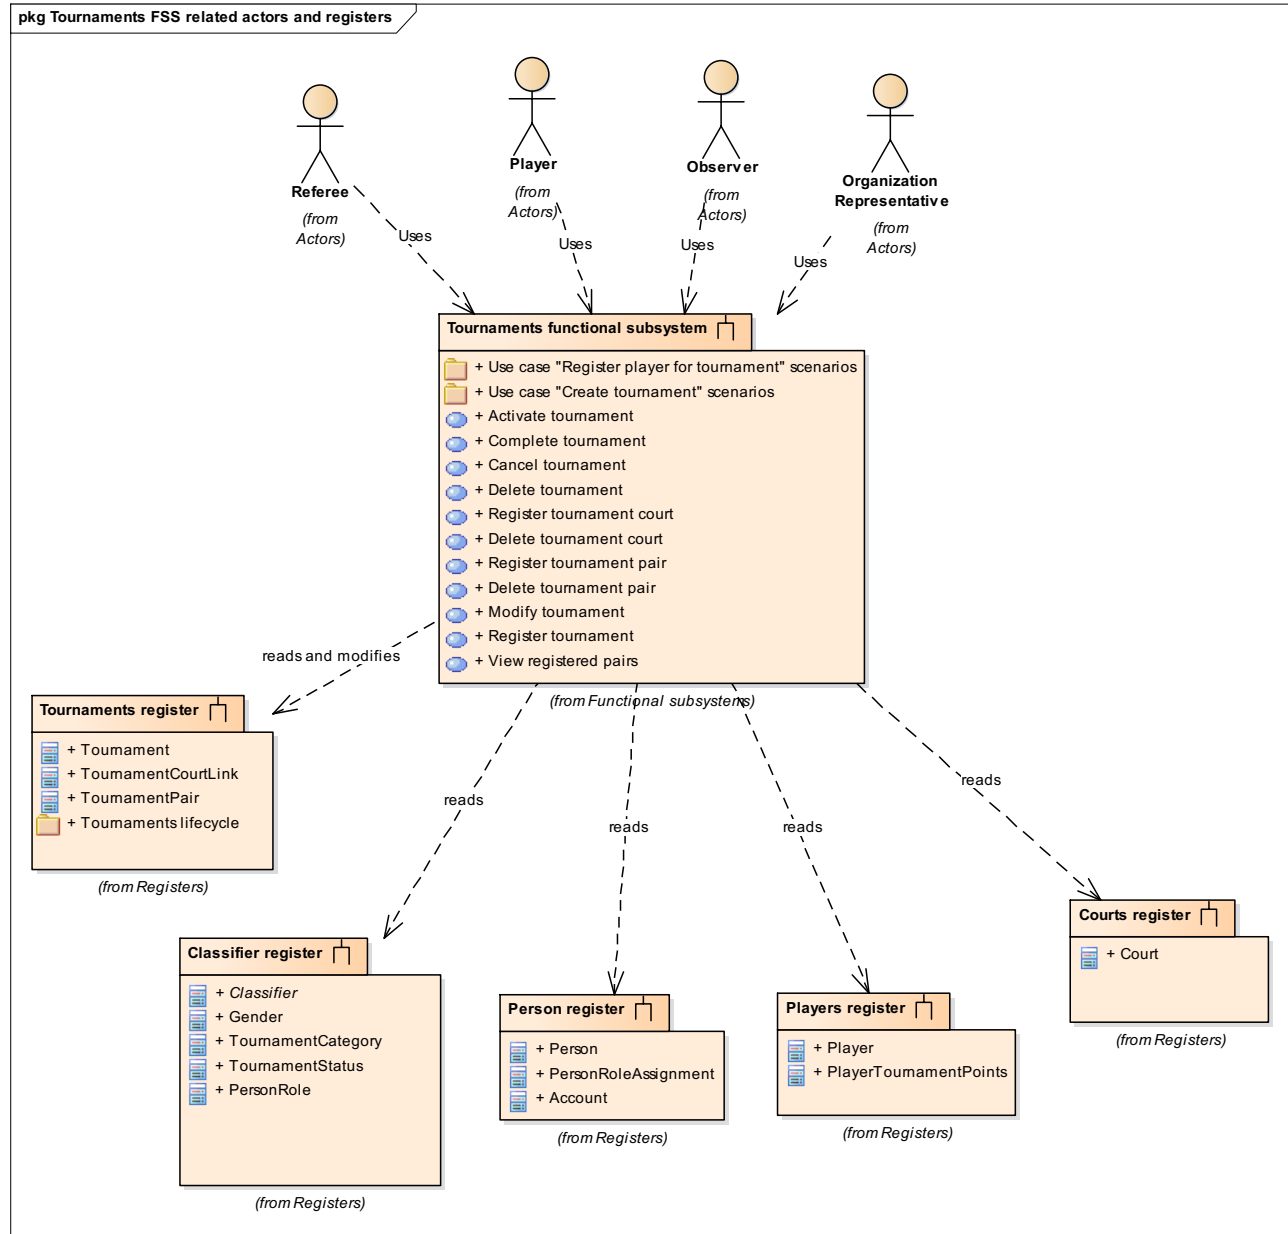 pkg Tournaments FSS related actors and registers
Referee
(from
Actors)
Player
(from
Actors)
Observer
(from
Actors)
Organization
Representative
(from
Actors)
Uses
Uses
Uses
Uses
Tournaments functional subsystem
+ Use case "Register player for tournament" scenarios
+ Use case "Create tournament" scenarios
+ Activate tournament
+ Complete tournament
+ Cancel tournament
+ Delete tournament
+ Register tournament court
+ Delete tournament court
+ Register tournament pair
+ Delete tournament pair
+ Modify tournament
+ Register tournament
+ View registered pairs
(from Functional subsystems)
reads and modifies
reads
reads
reads
reads
Tournaments register
+ Tournament
+ TournamentCourtLink
+ TournamentPair
+ Tournaments lifecycle
(from Registers)
Classifier register
+ Classifier
+ Gender
+ TournamentCategory
+ TournamentStatus
+ PersonRole
(from Registers)
Person register
+ Person
+ PersonRoleAssignment
+ Account
(from Registers)
Players register
+ Player
+ PlayerTournamentPoints
(from Registers)
Courts register
+ Court
(from Registers)